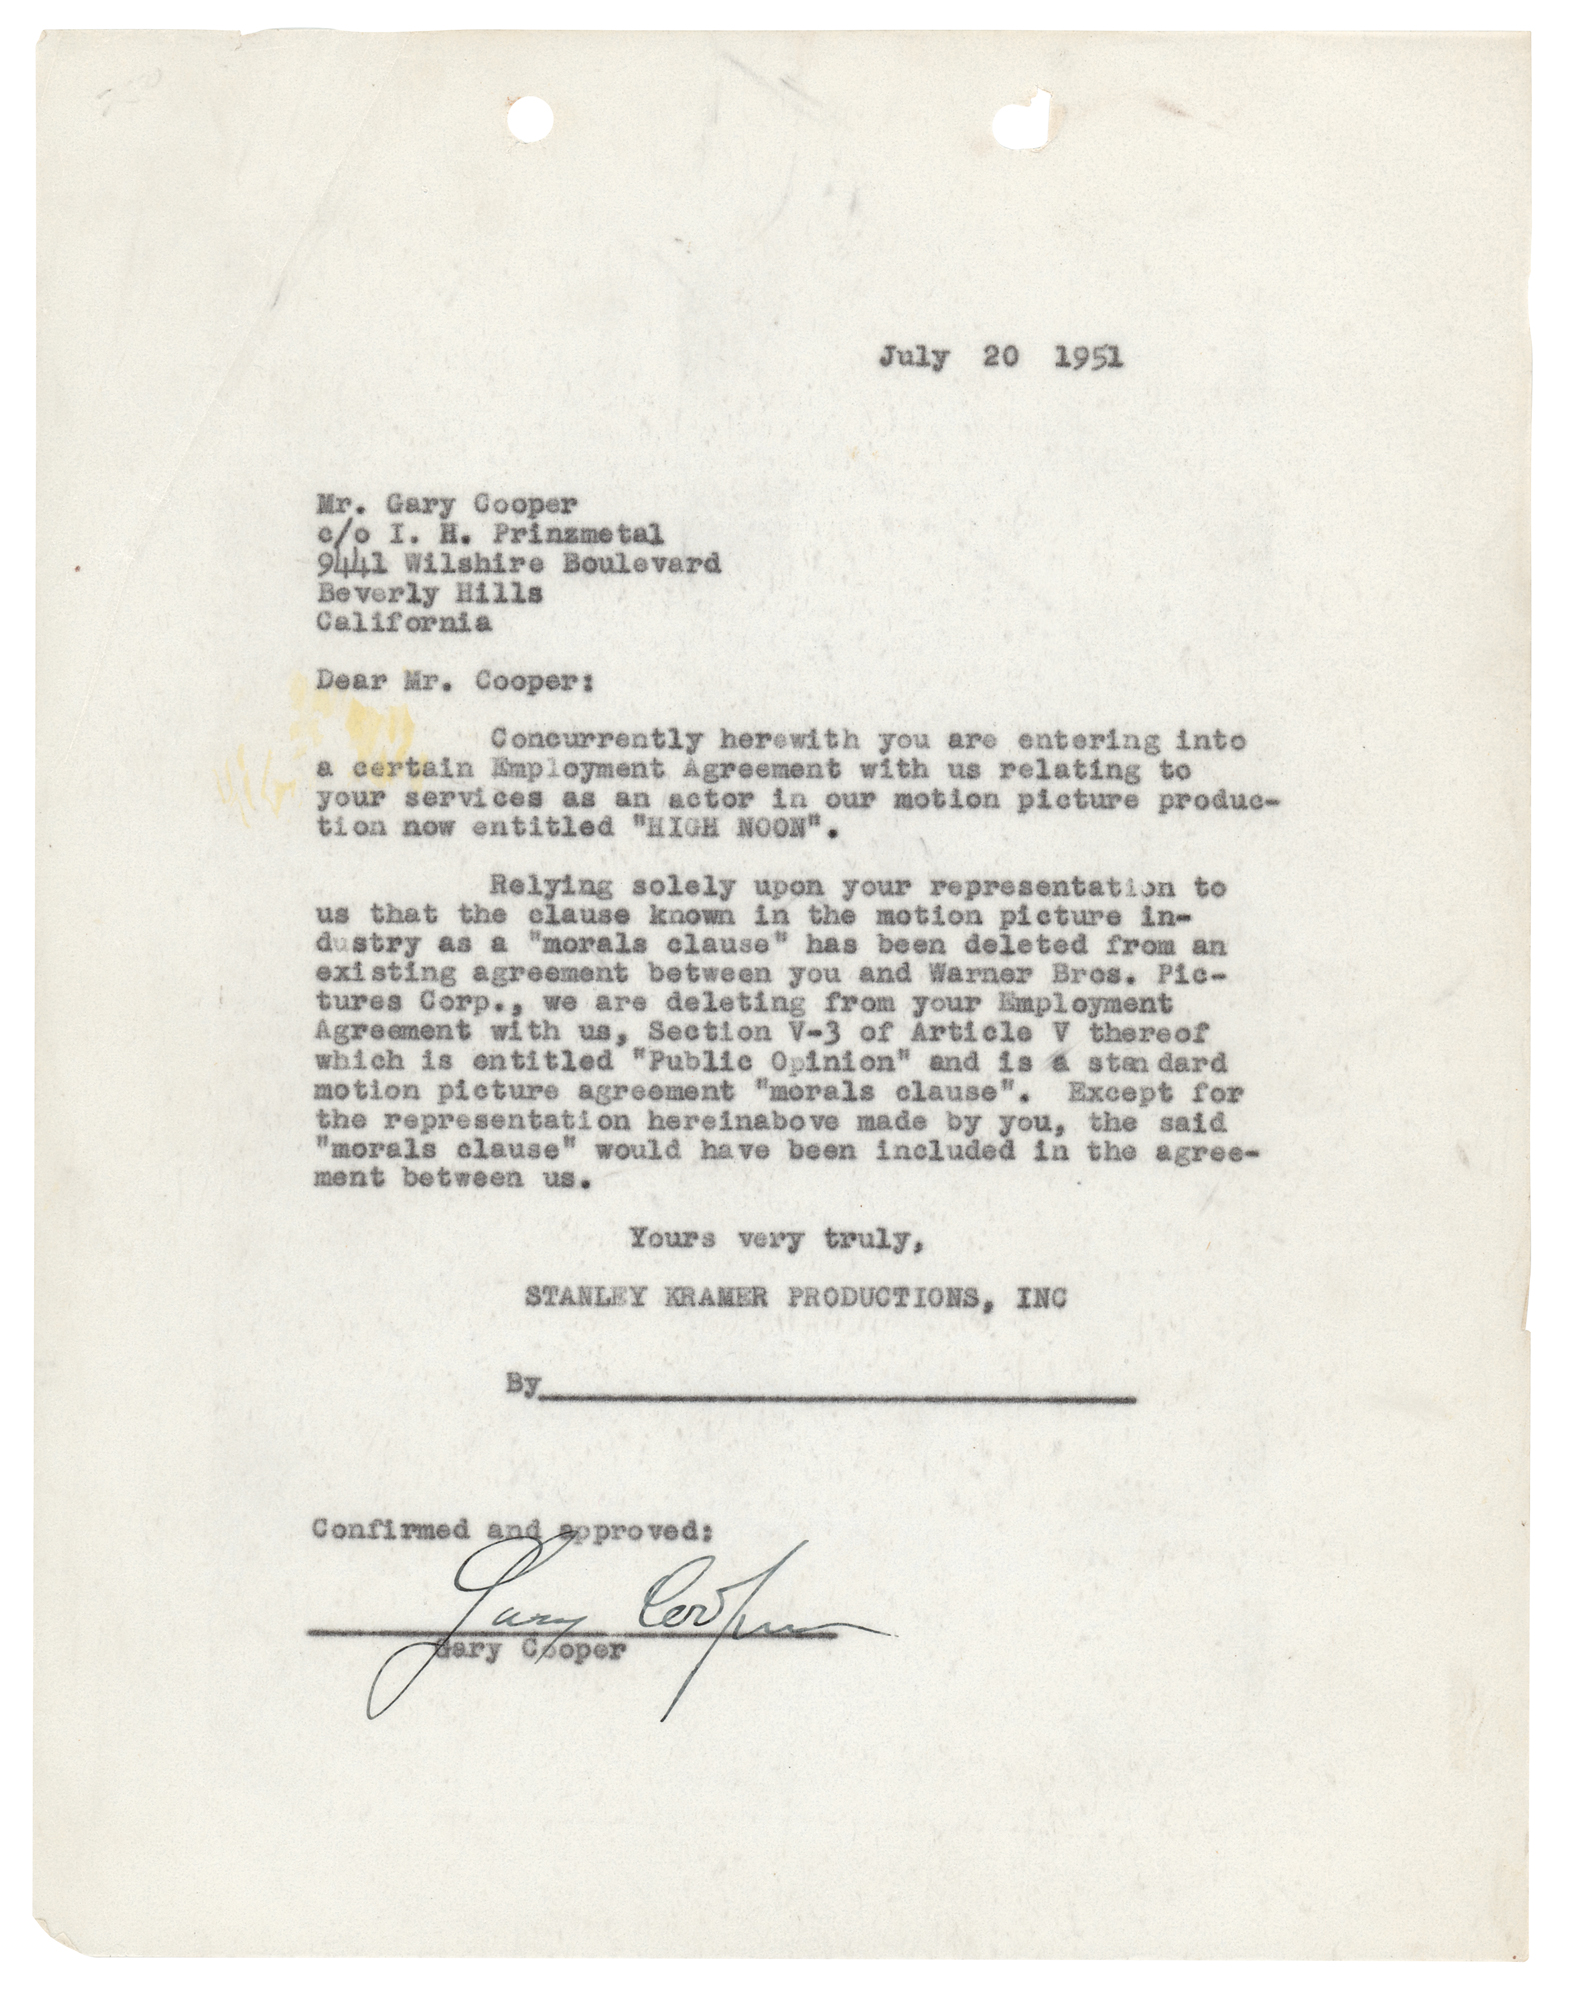 July 20 1951
Mr. Gary Cooper
c/o I. H. Prinzmetal
9441 Wilshire Boulevard
Beverly Hills
California
Dear Mr. Cooper:
Concurrently herewith you are entering into
a certain Employment Agreement with us relating to
your services as an actor in our motion picture produc-
tion now entitled "HIGH NOON".
Relying solely upon your representation to
us that the clause known in the motion picture in-
dustry as a "morals clause" has been deleted from an
existing agreement between you and Warner Bros. Pic-
tures Corp., we are deleting from your Employment
Agreement with us, Section V-3 of Article V thereof
which is entitled "Public Opinion" and is a standard
motion picture agreement "morals clause". Except for
the representation hereinabove made by you, the said
"morals clause" would have been included in the agree-
ment between us.
Yours very truly,
STANLEY KRAMER PRODUCTIONS, INC
By
Confirmed and approved:
Gary Cooper
Gary Cooper